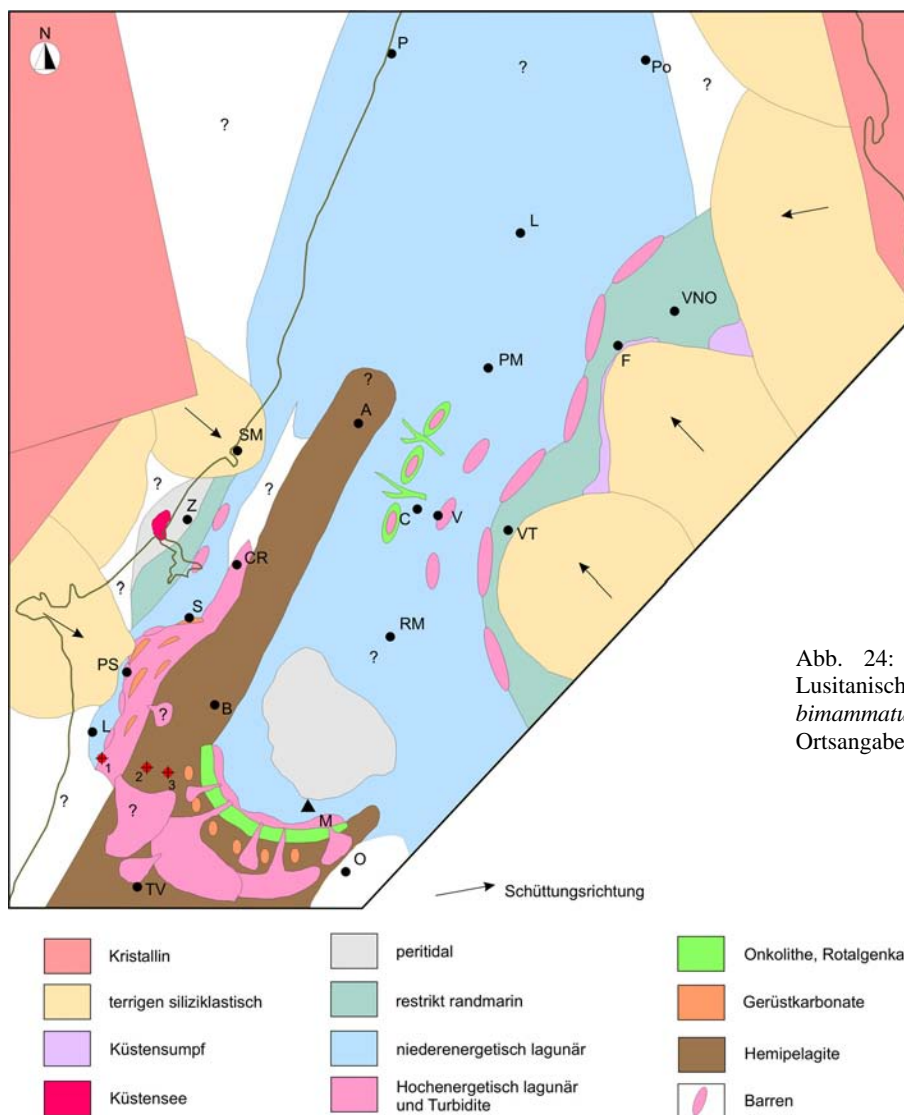 N
P
Po
?
?
?
L
VNO
F
PM
?
A
SM
?
?
Z
C
V
VT
CR
?
S
RM
?
PS
B
L
?
1
2
3
?
?
M
O
TV
Schüttungsrichtung
Abb. 24:
Lusitanisch
bimammatu
Ortsangabe
Kristallin
terrigen siliziklastisch
Küstensumpf
Küstensee
peritidal
restrikt randmarin
niederenergetisch lagunär
Hochenergetisch lagunär
und Turbidite
Onkolithe, Rotalgenka
Gerüstkarbonate
Hemipelagite
Barren